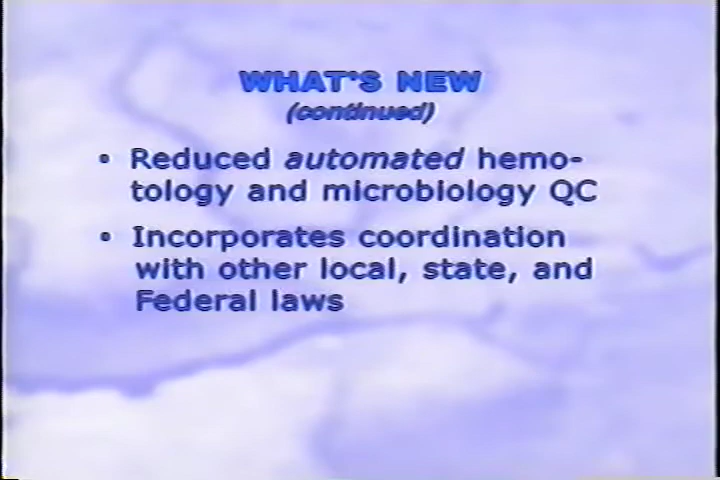 WHAT'S NEW
(continued)
• Reduced automated hemo-
tology and microbiology QC
• Incorporates coordination
with other local, state, and
Federal laws